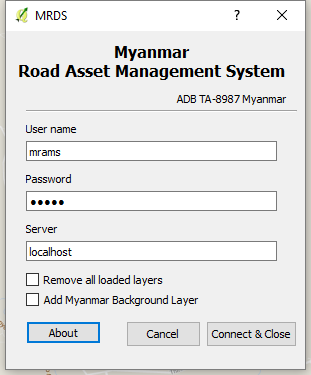 MRDS
?
Myanmar
Road Asset Management System
ADB TA-8987 Myanmar
User name
mrams
Password
●●●●●
Server
localhost
Remove all loaded layers
Add Myanmar Background Layer
About
Cancel
Connect & Close